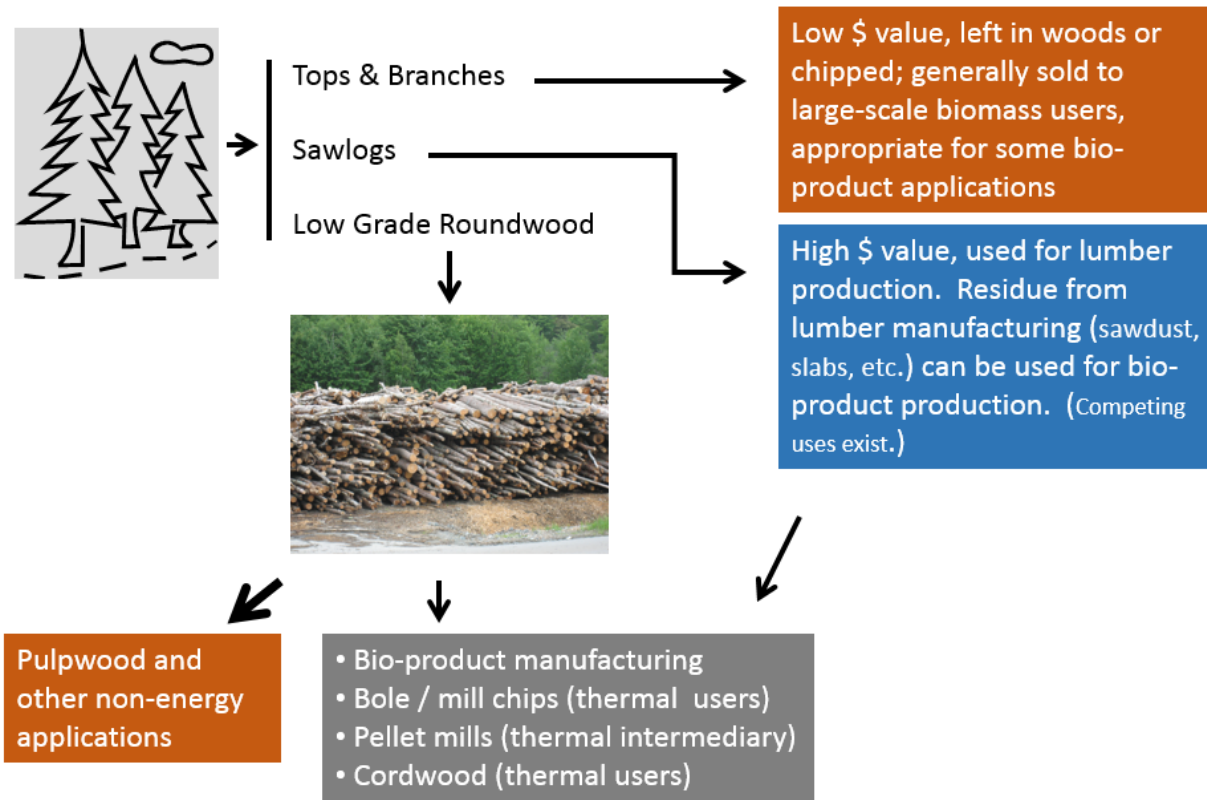 Tops & Branches
Sawlogs
Low Grade Roundwood
Low $ value, left in woods or
chipped; generally sold to
large-scale biomass users,
appropriate for some bio-
product applications
High $ value, used for lumber
production.  Residue from
lumber manufacturing (sawdust,
slabs, etc.) can be used for bio-
product production.  (Competing
uses exist.)
Pulpwood and
other non-energy
applications
• Bio-product manufacturing
• Bole / mill chips (thermal  users)
• Pellet mills (thermal intermediary)
• Cordwood (thermal users)